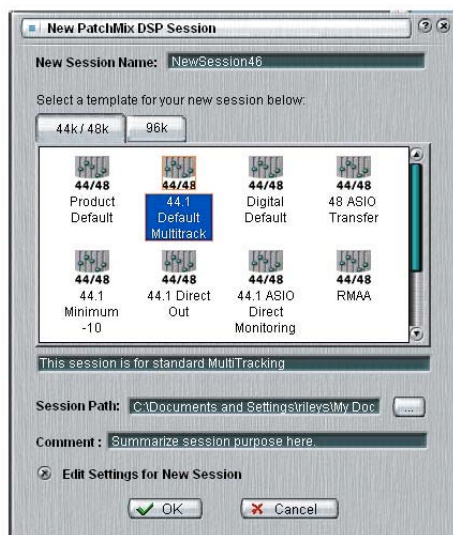 New PatchMix DSP Session
New Session Name: NewSession46
Select a template for your new session below:
44k/48k 96k
44/48 44/48 44/48 44/48
Product Default 44.1 Default Multitrack Digital Default 48 ASIO Transfer
44/48 44/48 44/48 44/48
44.1 Minimum -10 44.1 Direct Out 44.1 ASIO Direct Monitoring RMAA
This session is for standard MultiTracking
Session Path: C:\Documents and Settings\rileys\My Doc ...
Comment : Summarize session purpose here.
Edit Settings for New Session
OK Cancel